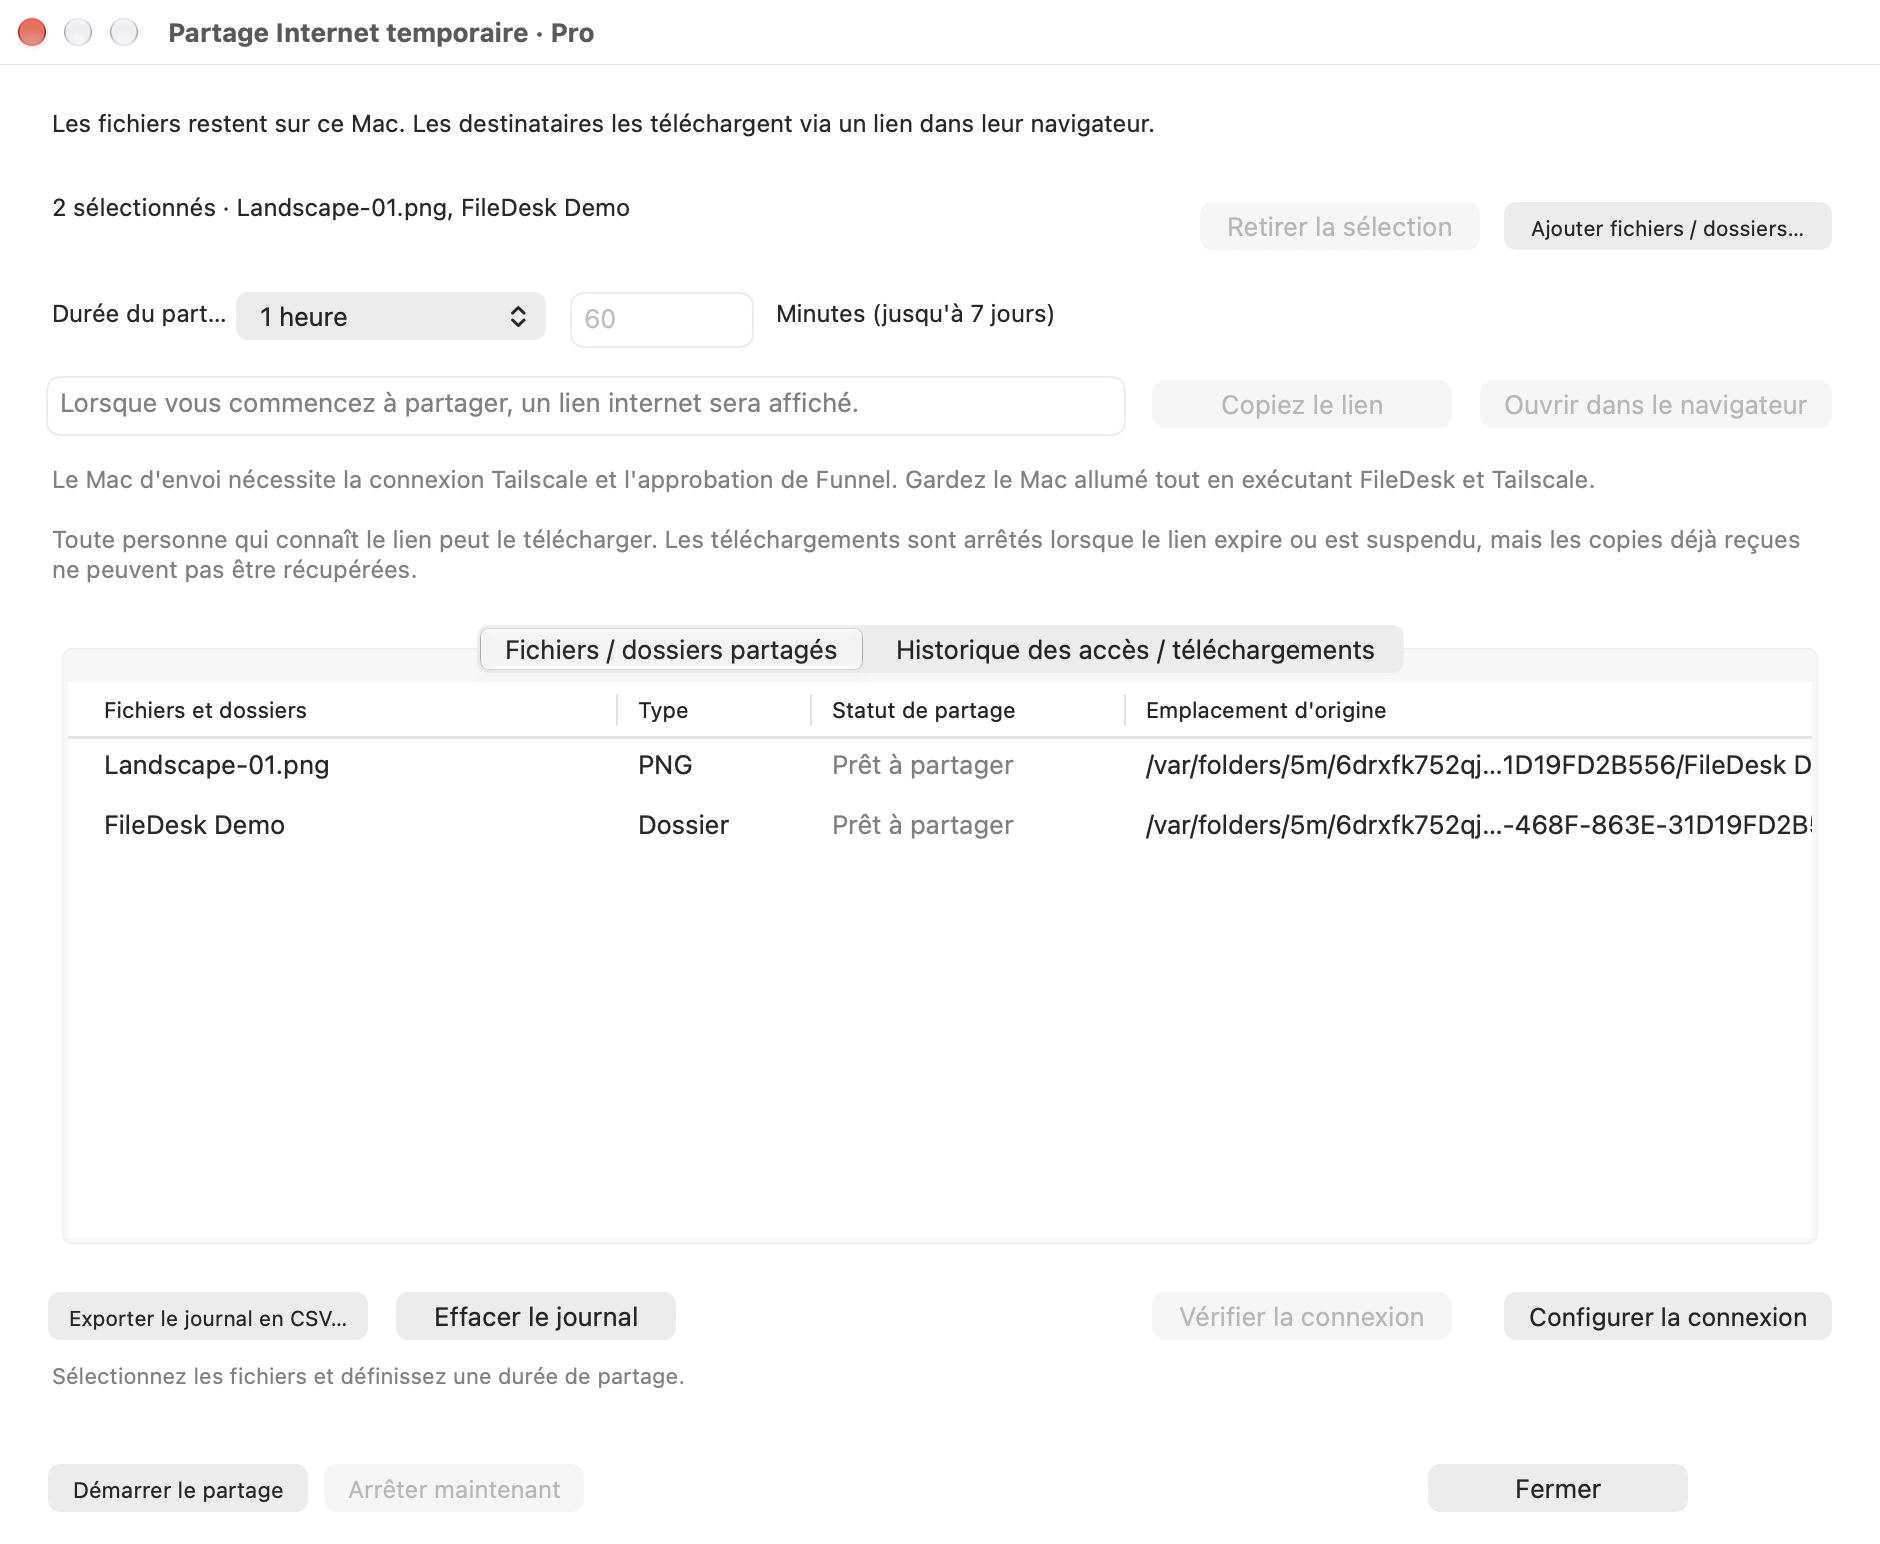 Partage Internet temporaire · Pro
Les fichiers restent sur ce Mac. Les destinataires les téléchargent via un lien dans leur navigateur.
2 sélectionnés · Landscape-01.png, FileDesk Demo
Retirer la sélection
Ajouter fichiers / dossiers...
Durée du part...
1 heure
60
Minutes (jusqu'à 7 jours)
Lorsque vous commencez à partager, un lien internet sera affiché.
Copiez le lien
Ouvrir dans le navigateur
Le Mac d'envoi nécessite la connexion Tailscale et l'approbation de Funnel. Gardez le Mac allumé tout en exécutant FileDesk et Tailscale.
Toute personne qui connaît le lien peut le télécharger. Les téléchargements sont arrêtés lorsque le lien expire ou est suspendu, mais les copies déjà reçues
ne peuvent pas être récupérées.
Fichiers / dossiers partagés
Historique des accès / téléchargements
Fichiers et dossiers
Type
Statut de partage
Emplacement d'origine
Landscape-01.png
PNG
Prêt à partager
/var/folders/5m/6drxfk752qj...1D19FD2B556/FileDesk D
FileDesk Demo
Dossier
Prêt à partager
/var/folders/5m/6drxfk752qj...-468F-863E-31D19FD2B5
Exporter le journal en CSV...
Effacer le journal
Vérifier la connexion
Configurer la connexion
Sélectionnez les fichiers et définissez une durée de partage.
Démarrer le partage
Arrêter maintenant
Fermer